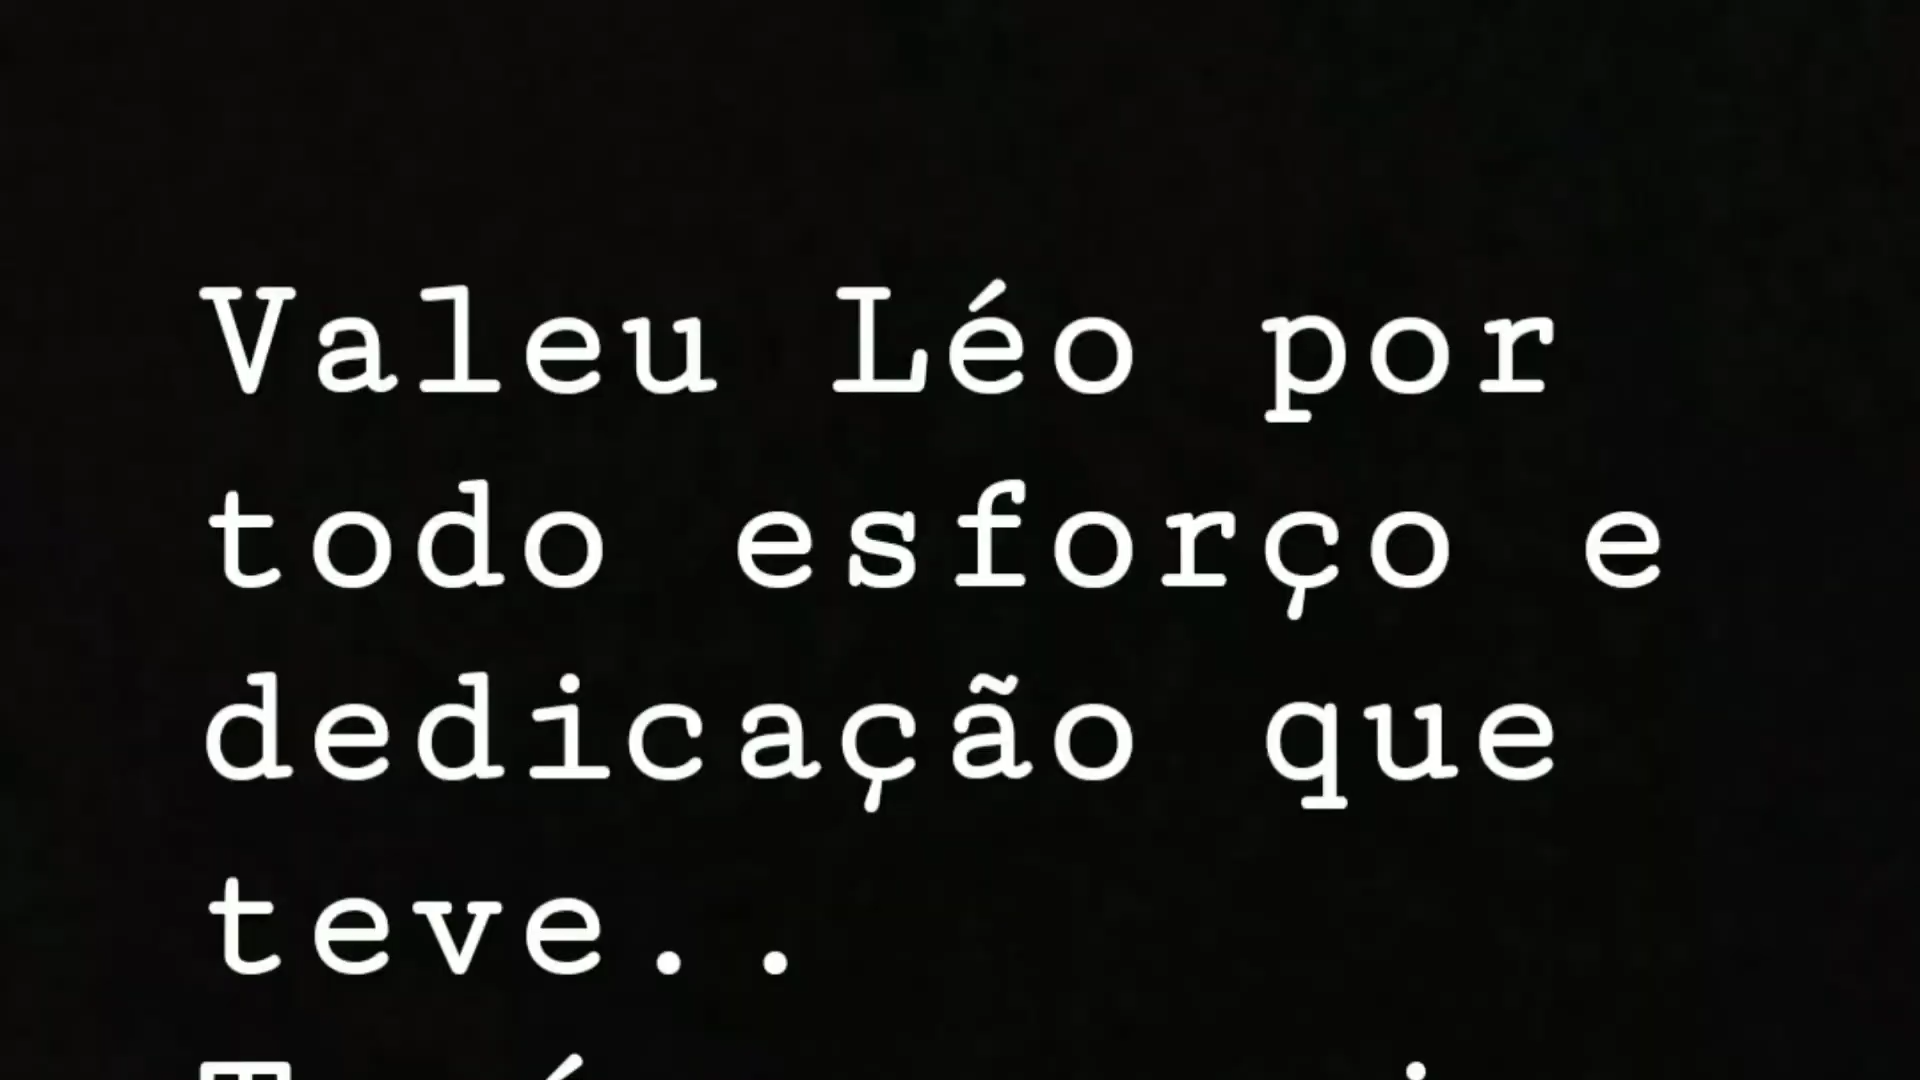 Valeu Léo por
todo esforço e
dedicação que
teve..